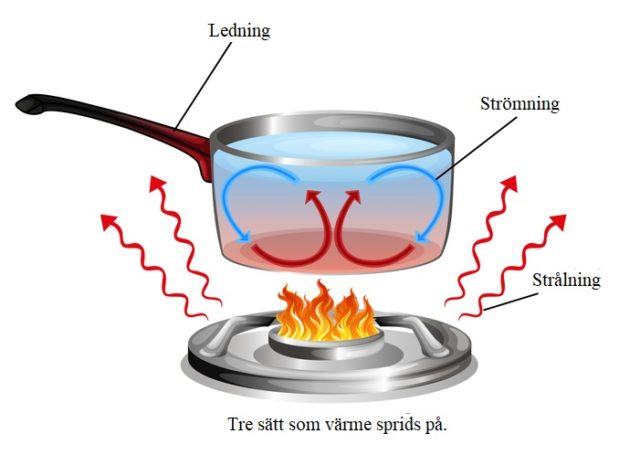 Ledning
Strömning
Strålning
Tre sätt som värme sprids på.